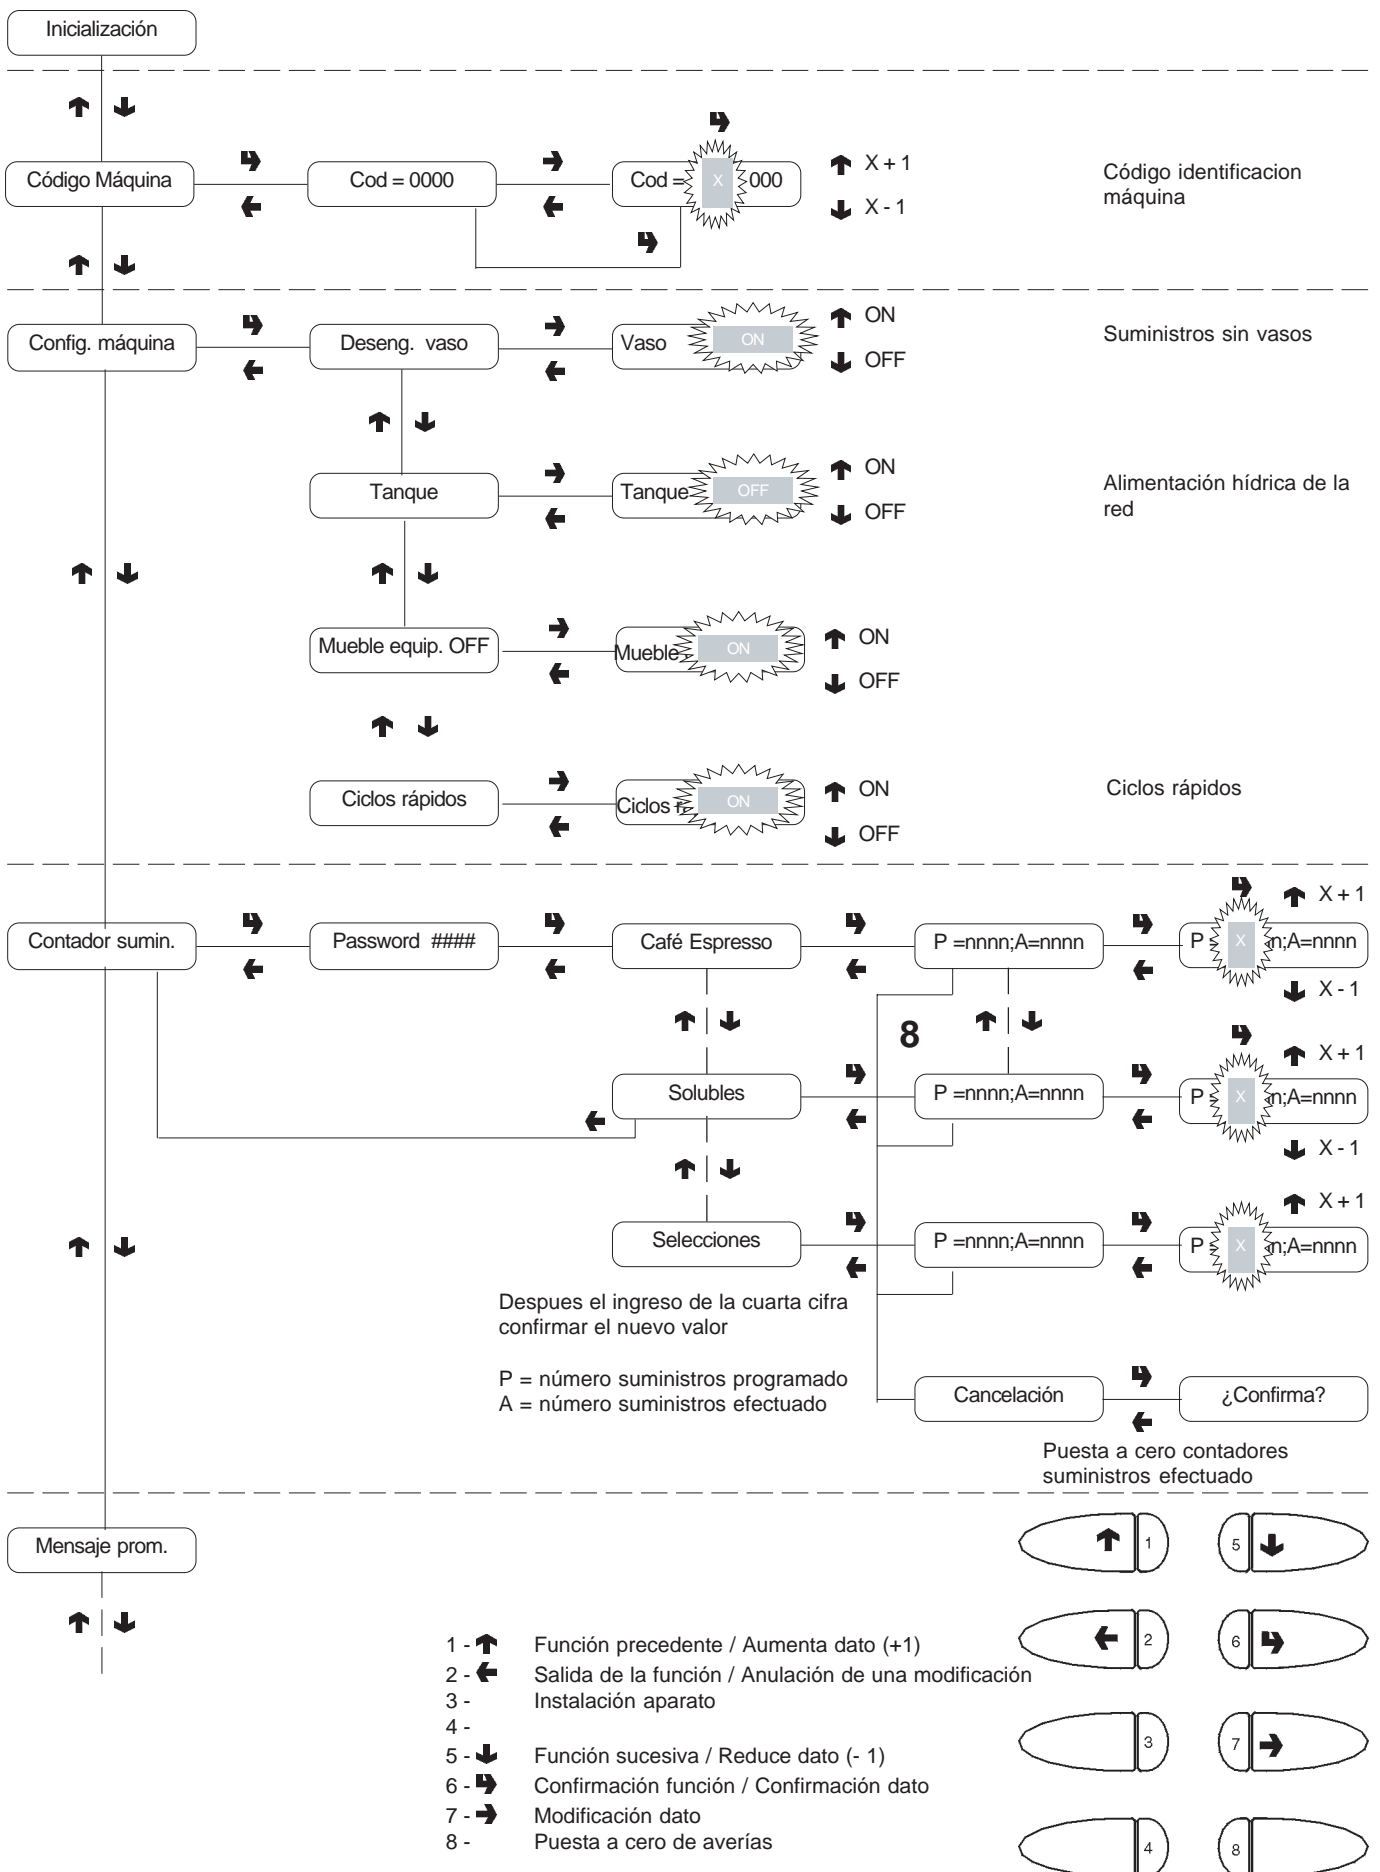 Inicialización
Código Máquina
Cod = 0000
Cod = X 000
X + 1
X - 1
Código identificacion
máquina
Config. máquina
Deseng. vaso
Vaso ON
ON
OFF
Suministros sin vasos
Tanque
Tanque OFF
ON
OFF
Alimentación hídrica de la
red
Mueble equip. OFF
Mueble ON
ON
OFF
Ciclos rápidos
Ciclos r ON
ON
OFF
Ciclos rápidos
Contador sumin.
Password ####
Café Espresso
P =nnnn;A=nnnn
P = X n;A=nnnn
X + 1
X - 1
8
Solubles
P =nnnn;A=nnnn
P = X n;A=nnnn
X + 1
X - 1
Selecciones
P =nnnn;A=nnnn
P = X n;A=nnnn
X + 1
Despues el ingreso de la cuarta cifra
confirmar el nuevo valor
P = número suministros programado
A = número suministros efectuado
Cancelación
¿Confirma?
Puesta a cero contadores
suministros efectuado
Mensaje prom.
1 - Función precedente / Aumenta dato (+1)
2 - Salida de la función / Anulación de una modificación
3 - Instalación aparato
4 -
5 - Función sucesiva / Reduce dato (- 1)
6 - Confirmación función / Confirmación dato
7 - Modificación dato
8 - Puesta a cero de averías
1
5
2
6
3
7
4
8